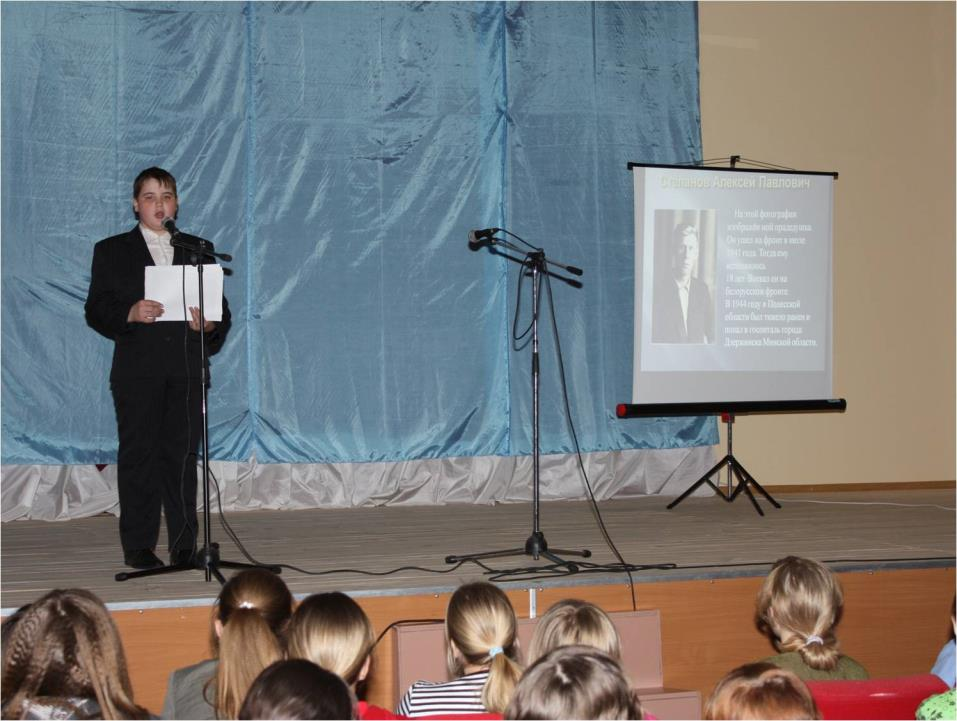 Степанов Алексей Павлович
На этой фотографии
изображён мой прадедушка.
Он ушел на фронт в июле
1941 года. Тогда ему
исполнилось
18 лет. Воевал он на
белорусском фронте
В 1944 году в Полесской
области был тяжело ранен и
попал в госпиталь города
Дзержинска Минской области.